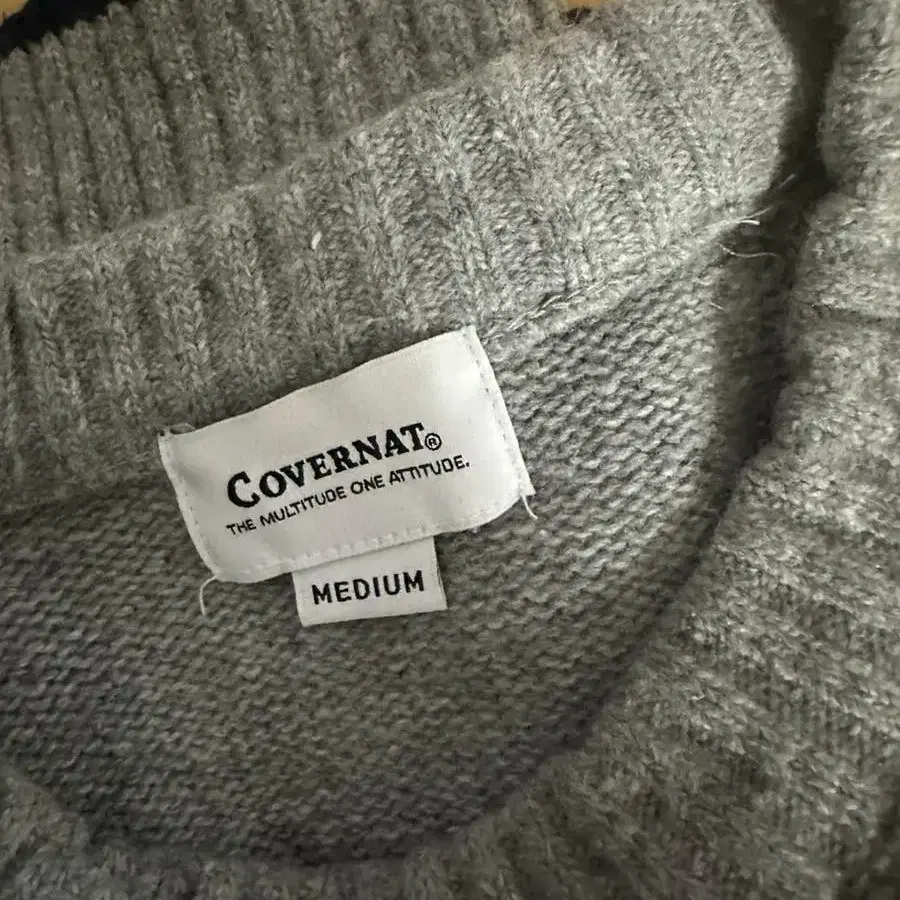 COVERNAT®
THE MULTITUDE ONE ATTITUDE.
MEDIUM